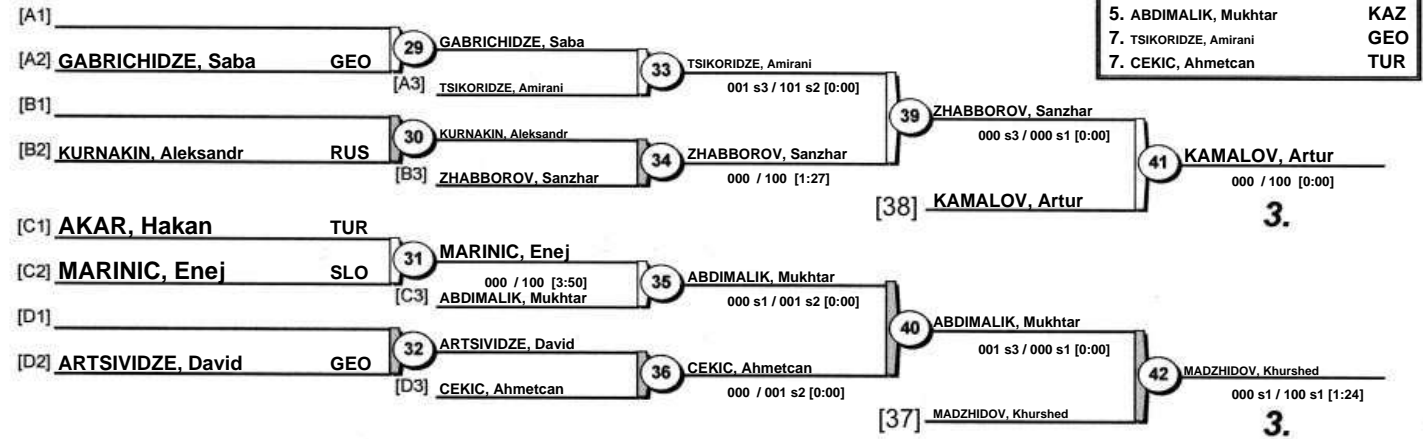 5. ABDIMALIK, Mukhtar KAZ
7. TSIKORIDZE, Amirani GEO
7. CEKIC, Ahmetcan TUR
[A1]
[A2] GABRICHIDZE, Saba GEO
29
GABRICHIDZE, Saba
[A3] TSIKORIDZE, Amirani
33
TSIKORIDZE, Amirani
001 s3 / 101 s2 [0:00]
[B1]
[B2] KURNAKIN, Aleksandr RUS
30
KURNAKIN, Aleksandr
[B3] ZHABBOROV, Sanzhar
34
ZHABBOROV, Sanzhar
000 / 100 [1:27]
39
ZHABBOROV, Sanzhar
000 s3 / 000 s1 [0:00]
[38] KAMALOV, Artur
41
KAMALOV, Artur
000 / 100 [0:00]
3.
[C1] AKAR, Hakan TUR
[C2] MARINIC, Enej SLO
31
MARINIC, Enej
000 / 100 [3:50]
[C3] ABDIMALIK, Mukhtar
35
ABDIMALIK, Mukhtar
000 s1 / 001 s2 [0:00]
[D1]
[D2] ARTSIVIDZE, David GEO
32
ARTSIVIDZE, David
[D3] CEKIC, Ahmetcan
36
CEKIC, Ahmetcan
000 / 001 s2 [0:00]
40
ABDIMALIK, Mukhtar
001 s3 / 000 s1 [0:00]
[37] MADZHIDOV, Khurshed
42
MADZHIDOV, Khurshed
000 s1 / 100 s1 [1:24]
3.